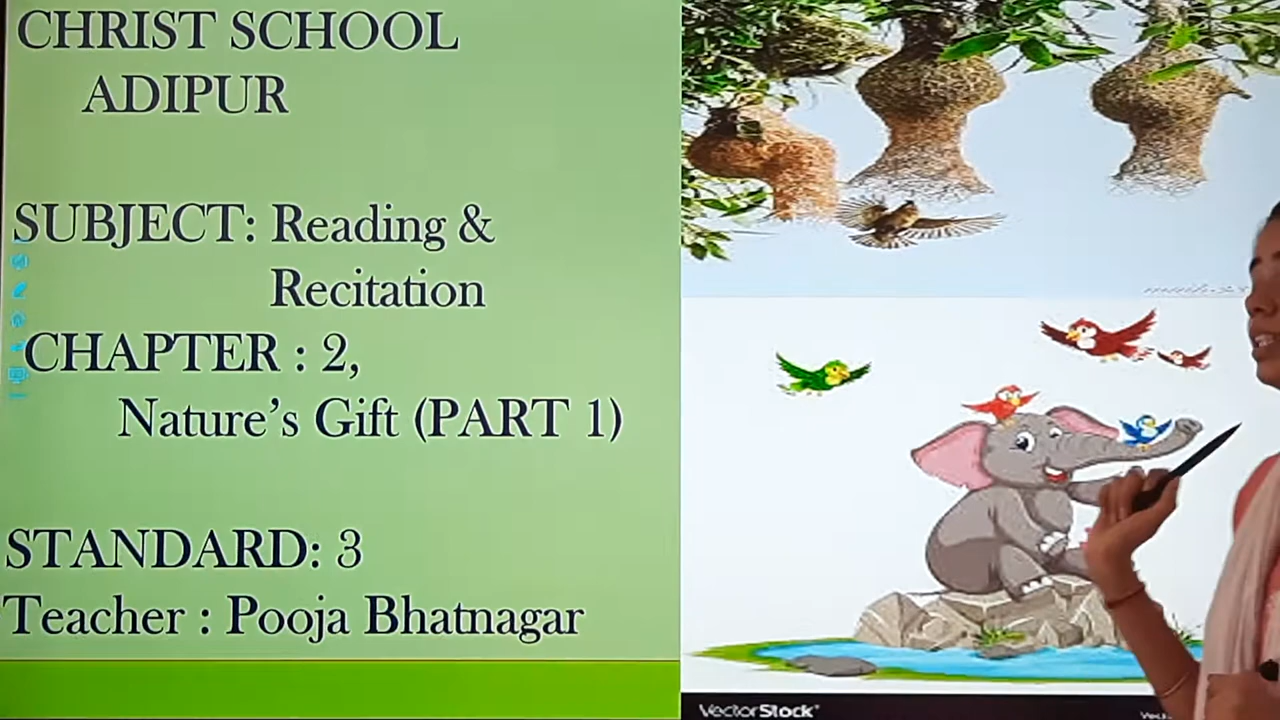 CHRIST SCHOOL
ADIPUR
SUBJECT: Reading &
Recitation
CHAPTER : 2,
Nature's Gift (PART 1)
STANDARD: 3
Teacher : Pooja Bhatnagar
VectorStock®